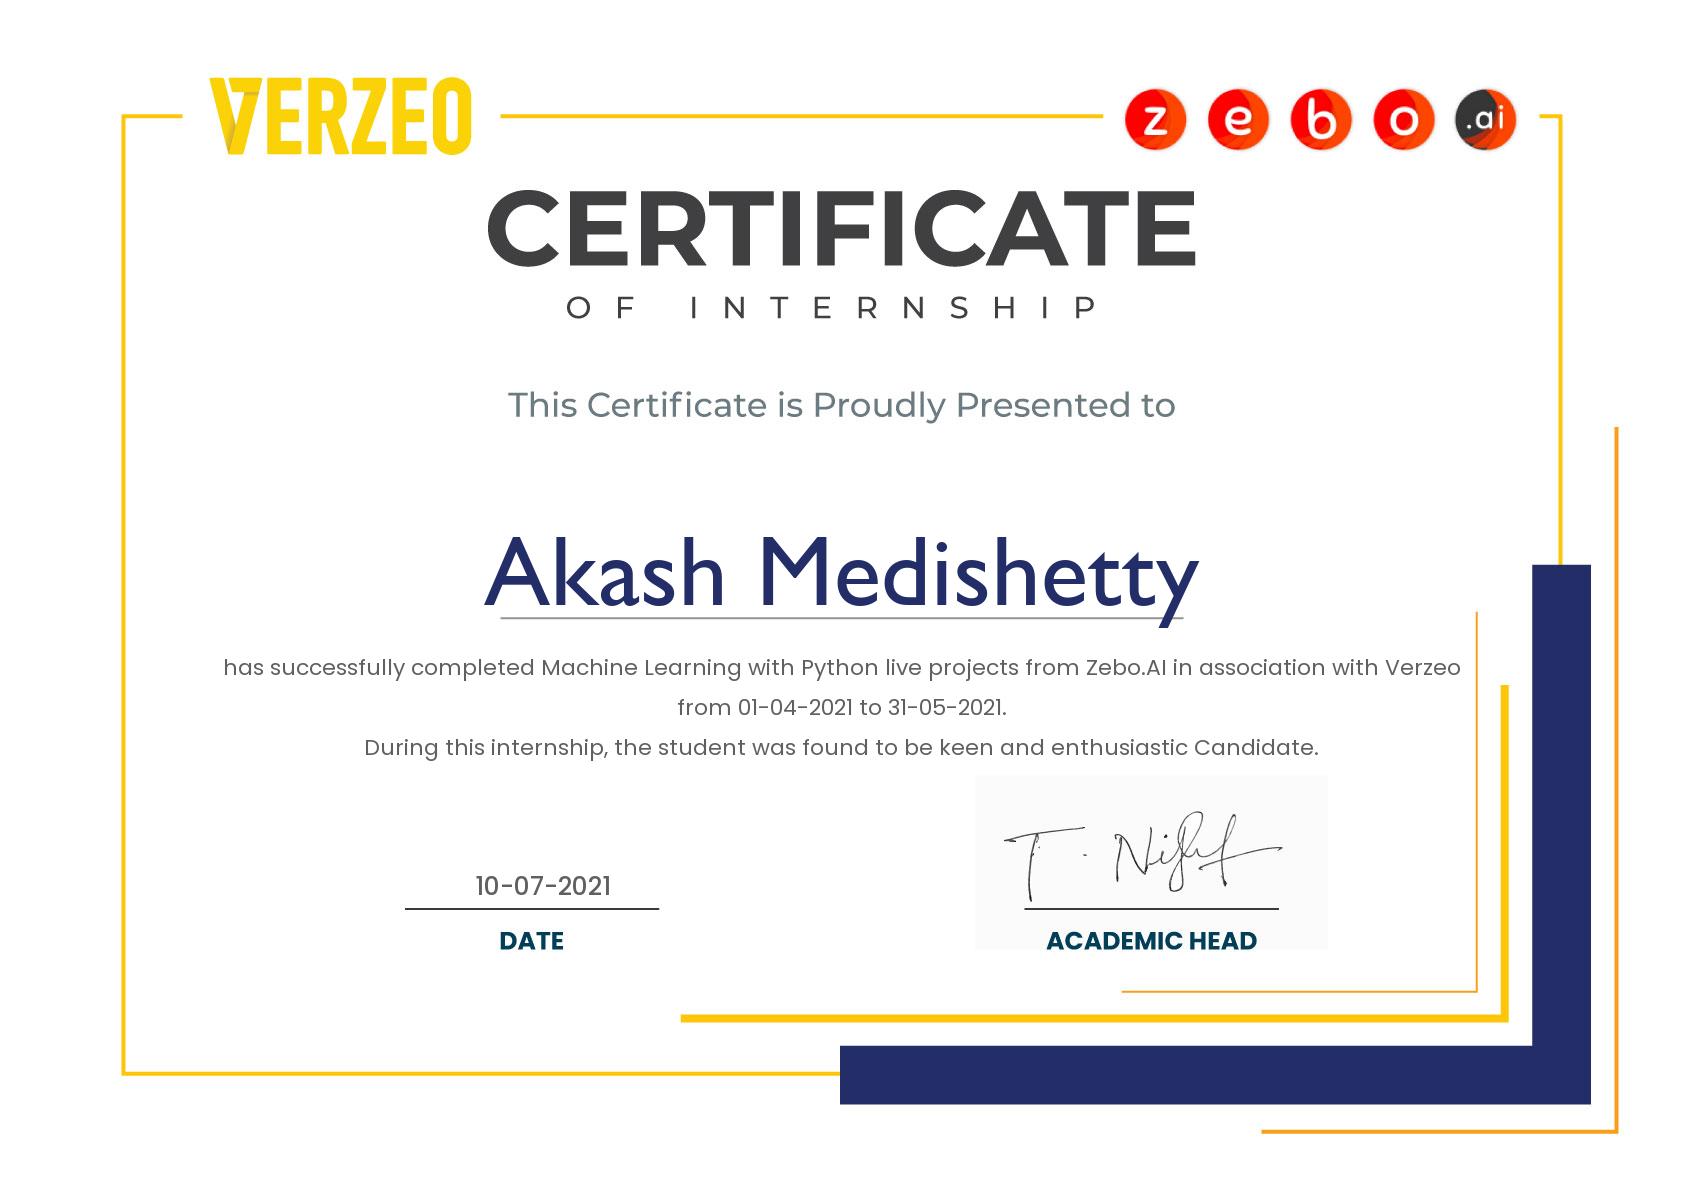 VERZEO
zebo.ai
CERTIFICATE
OF INTERNSHIP
This Certificate is Proudly Presented to
Akash Medishetty
has successfully completed Machine Learning with Python live projects from Zebo.AI in association with Verzeo
from 01-04-2021 to 31-05-2021.
During this internship, the student was found to be keen and enthusiastic Candidate.
10-07-2021
DATE
T.
ACADEMIC HEAD